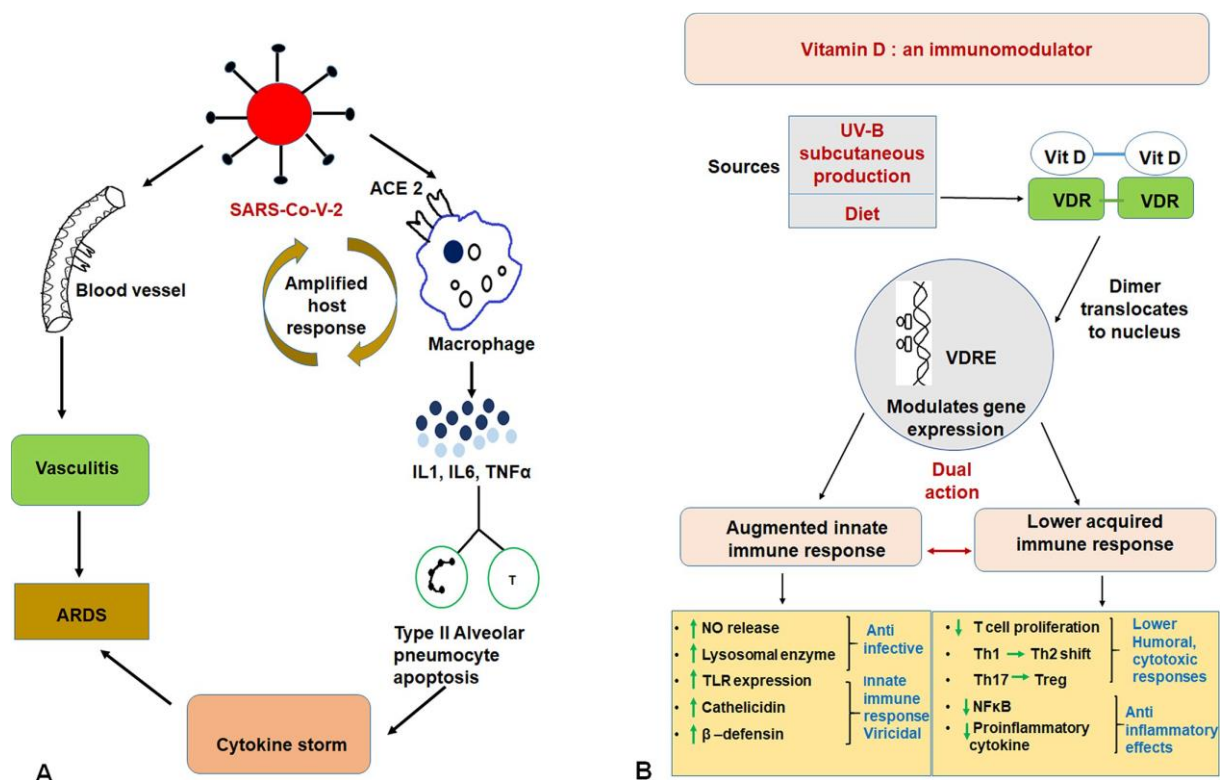 SARS-Co-V-2
ACE 2
Blood vessel
Amplified
host
response
Macrophage
IL1, IL6, TNFα
T
Vasculitis
ARDS
Type II Alveolar
pneumocyte
apoptosis
Cytokine storm
A
Vitamin D : an immunomodulator
Sources
UV-B
subcutaneous
production
Diet
Vit D
Vit D
VDR
VDR
Dimer
translocates
to nucleus
VDRE
Modulates gene
expression
Dual
action
Augmented innate
immune response
Lower acquired
immune response
• ↑ NO release
• ↑ Lysosomal enzyme
• ↑ TLR expression
• ↑ Cathelicidin
• ↑ β –defensin
Anti
infective
Innate
immune
response
Viricidal
• ↓ T cell proliferation
• Th1 → Th2 shift
• Th17 → Treg
• ↓ NFκB
• ↓ Proinflammatory
cytokine
Lower
Humoral,
cytotoxic
responses
Anti
inflammatory
effects
B